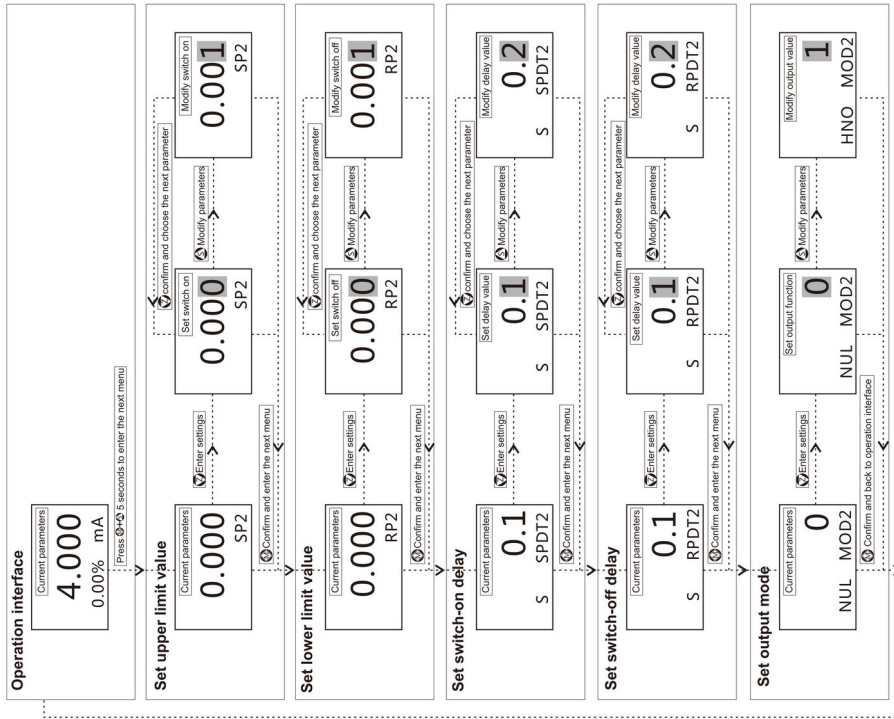 Operation interface
Current parameters
4.000
0.00% mA
Press M+S 5 seconds to enter the next menu
Set upper limit value
Current parameters
0.000
SP2
Enter settings
Set switch on
0.000
SP2
Modify parameters
Modify switch on
0.001
SP2
confirm and choose the next parameter
Confirm and enter the next menu
Set lower limit value
Current parameters
0.000
RP2
Enter settings
Set switch off
0.000
RP2
Modify parameters
Modify switch off
0.001
RP2
confirm and choose the next parameter
Confirm and enter the next menu
Set switch-on delay
Current parameters
0.1
S SPDT2
Enter settings
Set delay value
0.1
S SPDT2
Modify parameters
Modify delay value
0.2
S SPDT2
confirm and choose the next parameter
Confirm and enter the next menu
Set switch-off delay
Current parameters
0.1
S RPDT2
Enter settings
Set delay value
0.1
S RPDT2
Modify parameters
Modify delay value
0.2
S RPDT2
confirm and choose the next parameter
Confirm and enter the next menu
Set output mode
Current parameters
0
NUL MOD2
Enter settings
Set output function
0
NUL MOD2
Modify parameters
Modify output value
1
HNO MOD2
Confirm and back to operation interface